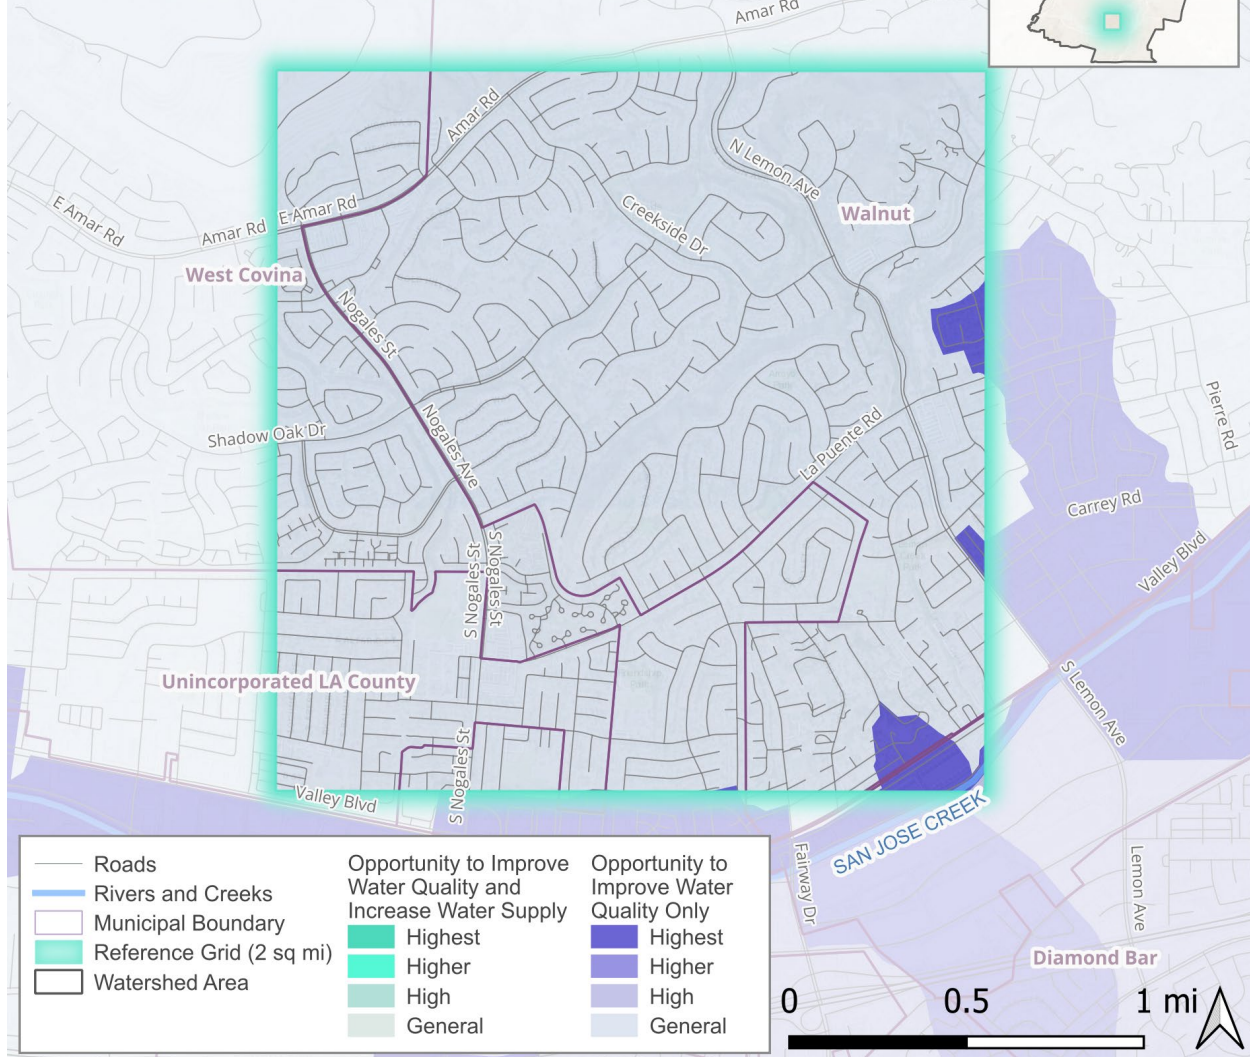 Amar Rd
Amar Rd
N Lemon Ave
E Amar Rd
E Amar Rd
Amar Rd
Walnut
Creekside Dr
West Covina
Nogales St
Shadow Oak Dr
Nogales Ave
La Puente Rd
Pierre Rd
Carrey Rd
Valley Blvd
S Nogales St
S Nogales St
Unincorporated LA County
S Lemon Ave
S Nogales St
Valley Blvd
SAN JOSE CREEK
Fairway Dr
Lemon Ave
Diamond Bar
Roads
Rivers and Creeks
Municipal Boundary
Reference Grid (2 sq mi)
Watershed Area
Opportunity to Improve
Water Quality and
Increase Water Supply
Highest
Higher
High
General
Opportunity to
Improve Water
Quality Only
Highest
Higher
High
General
0 0.5 1 mi